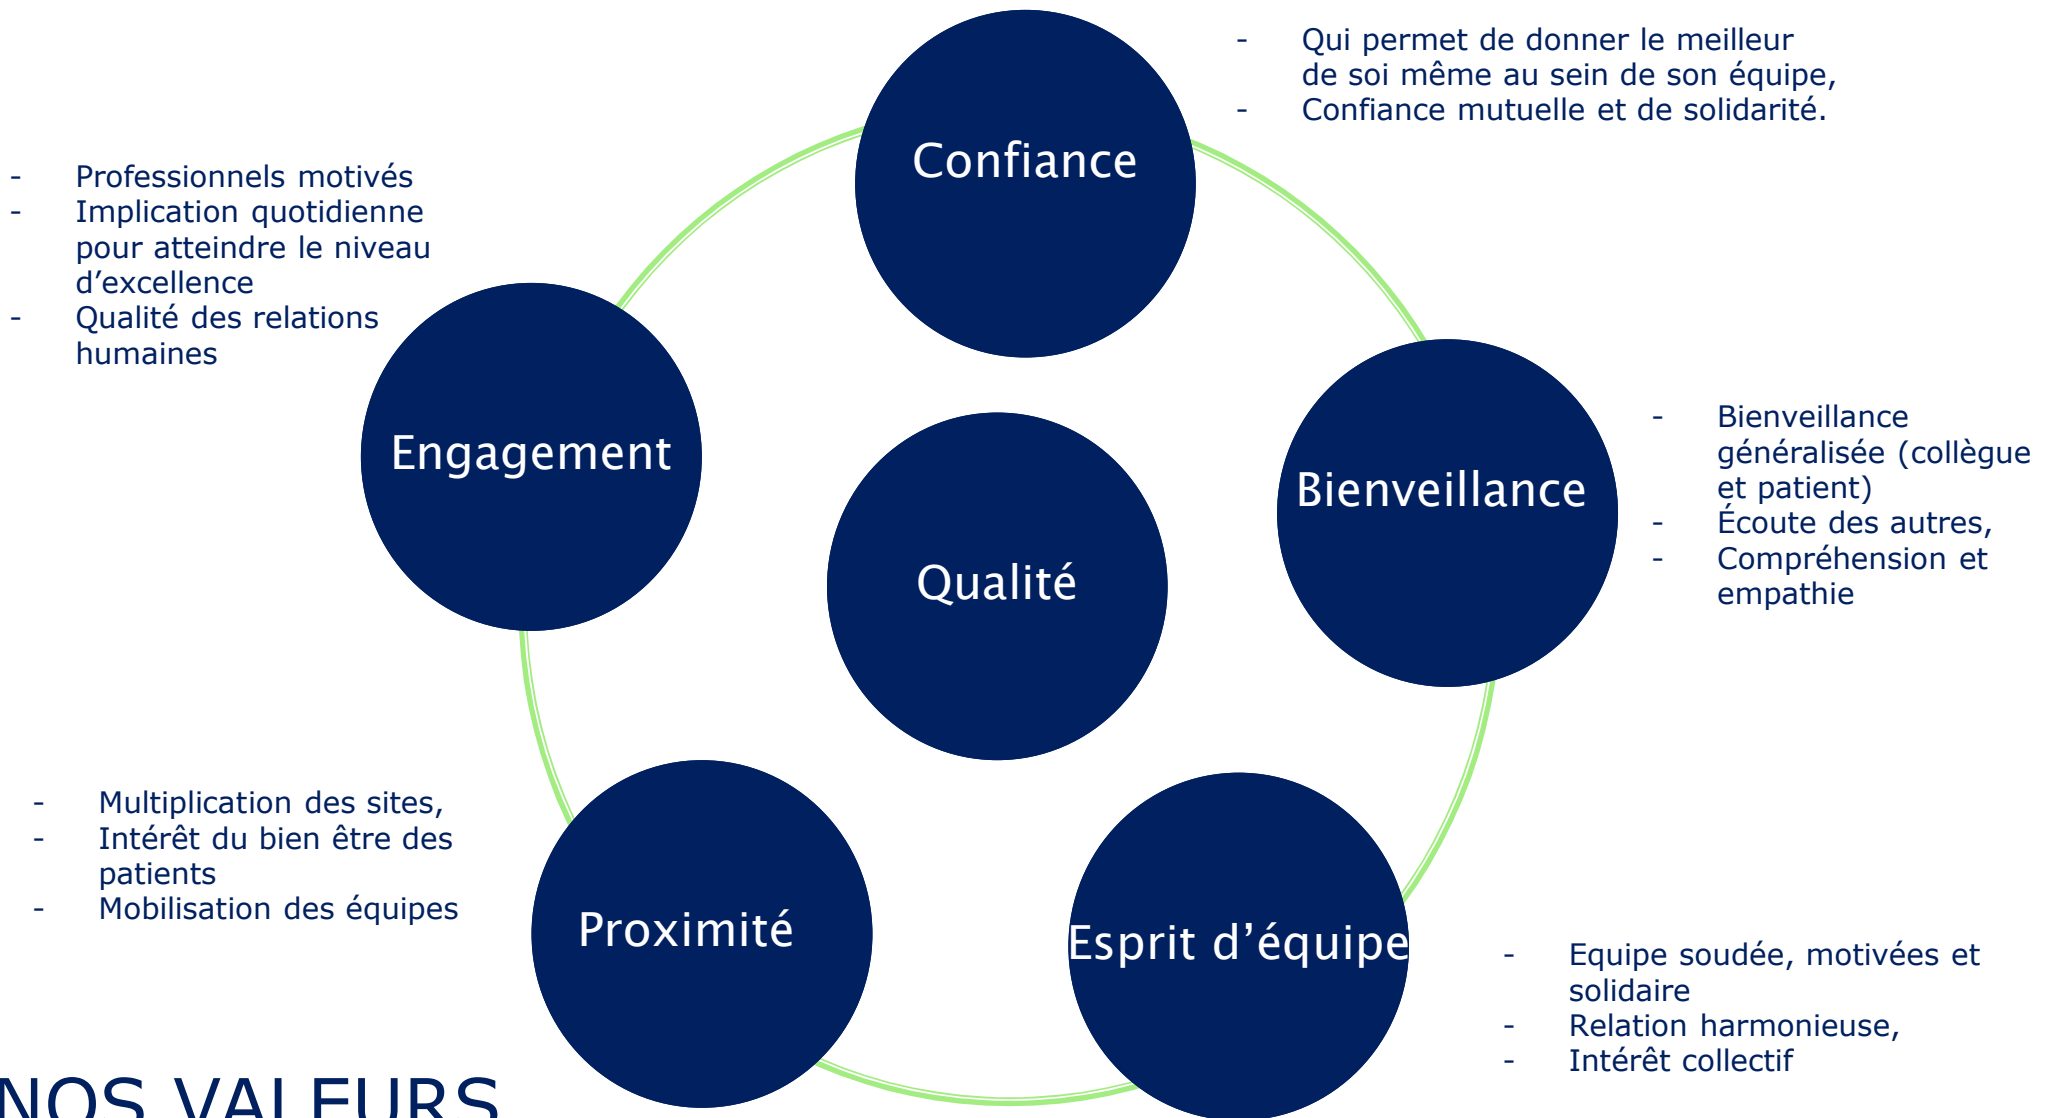 - Qui permet de donner le meilleur
de soi même au sein de son équipe,
- Confiance mutuelle et de solidarité.
Confiance
- Professionnels motivés
- Implication quotidienne
pour atteindre le niveau
d’excellence
- Qualité des relations
humaines
Engagement
Bienveillance
- Bienveillance
généralisée (collègue
et patient)
- Écoute des autres,
- Compréhension et
empathie
Qualité
- Multiplication des sites,
- Intérêt du bien être des
patients
- Mobilisation des équipes
Proximité
Esprit d’équipe
- Equipe soudée, motivées et
solidaire
- Relation harmonieuse,
- Intérêt collectif
NOS VALEURS